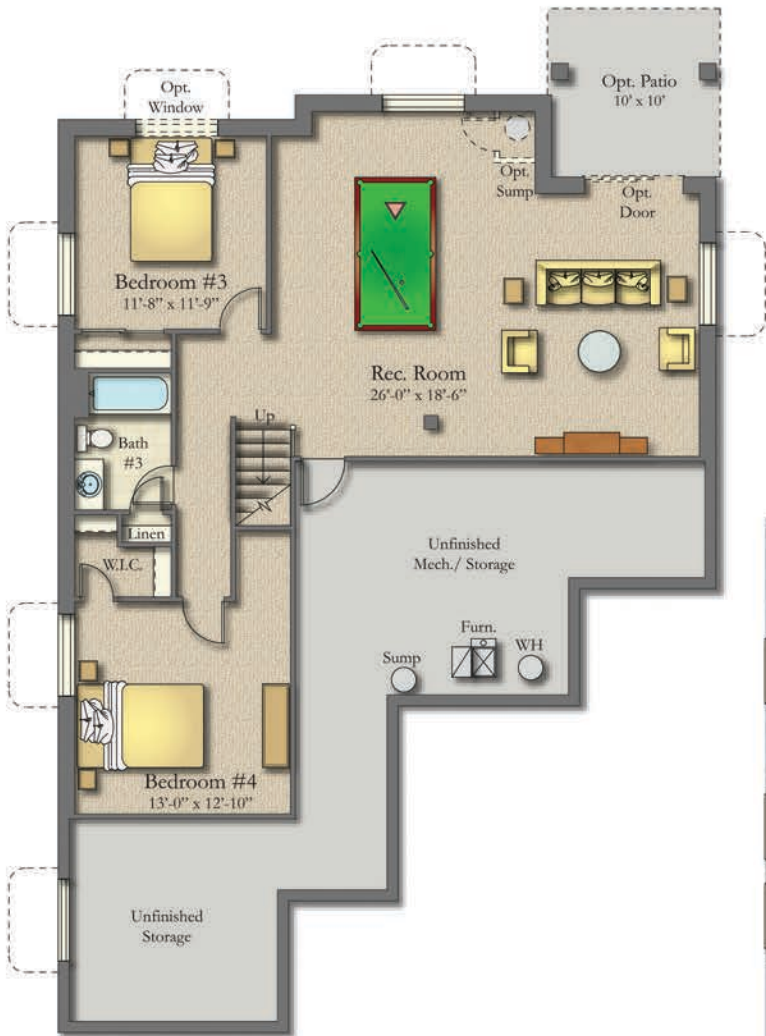 Opt. Patio
10' x 10'
Opt.
Window
Opt.
Sump
Opt.
Door
Bedroom #3
11'-8" x 11'-9"
Rec. Room
26'-0" x 18'-6"
Up
Bath
#3
Linen
W.I.C.
Unfinished
Mech./ Storage
Furn.
WH
Sump
Bedroom #4
13'-0" x 12'-10"
Unfinished
Storage